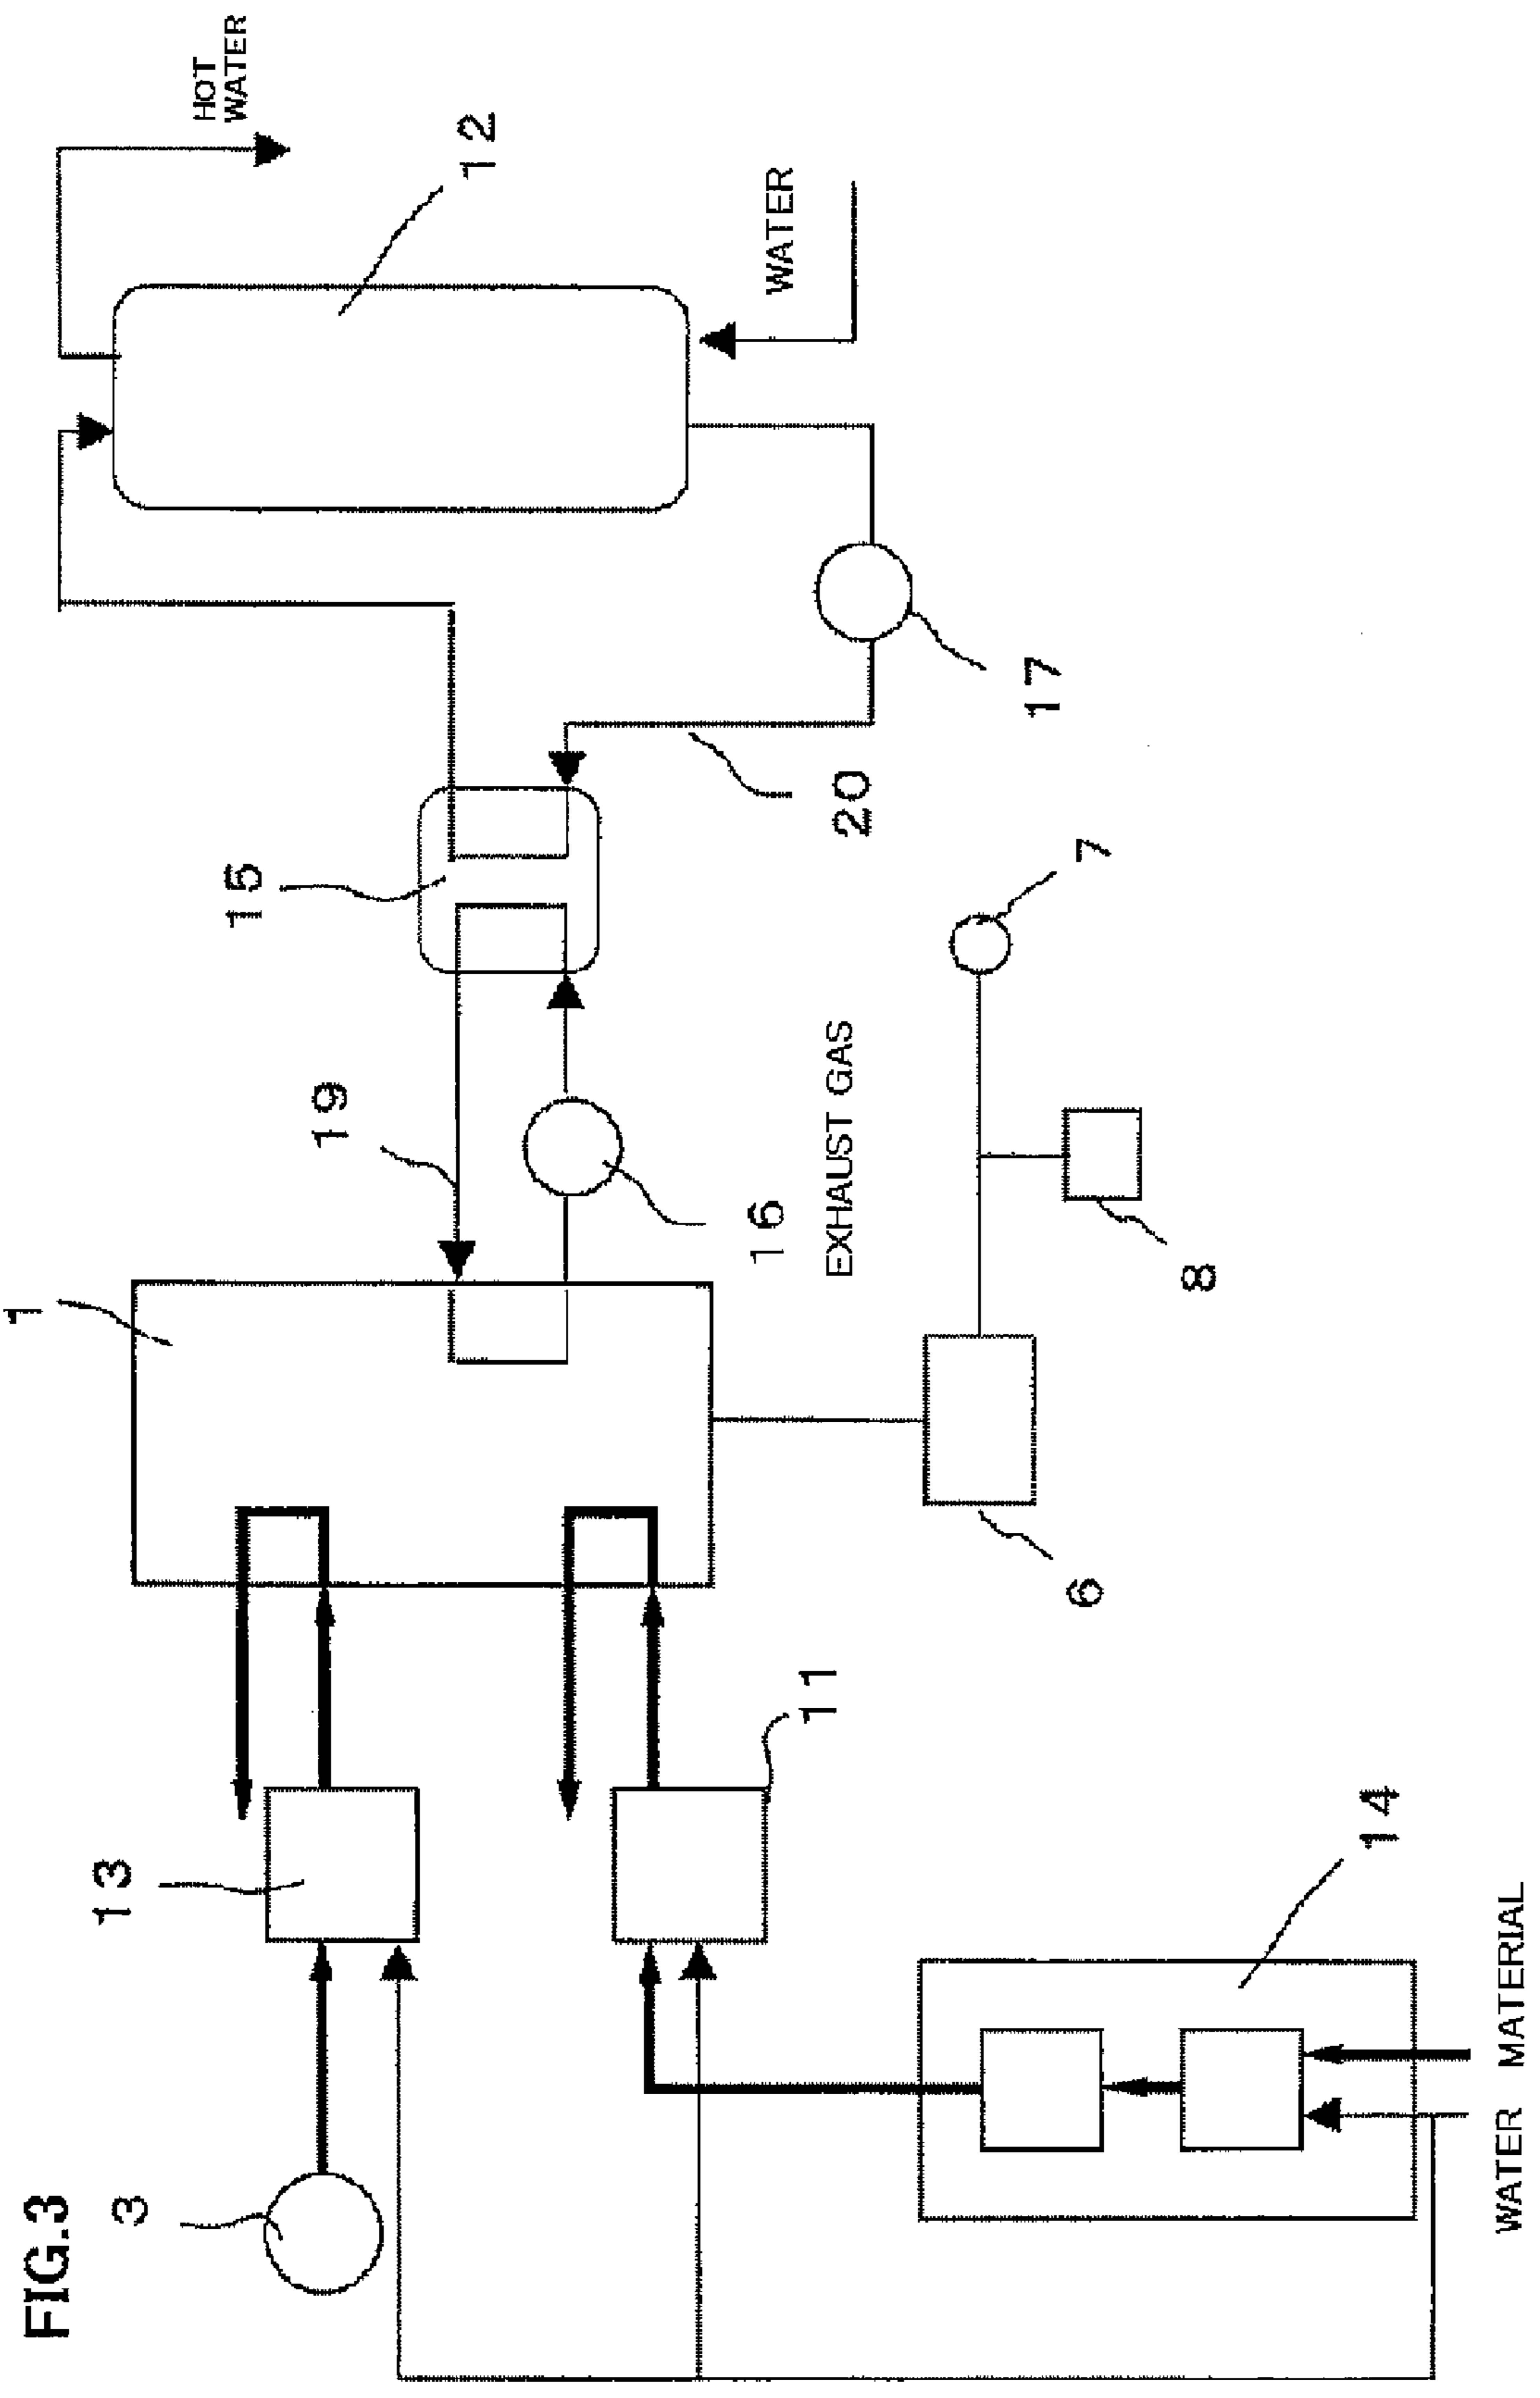 FIG.3
1
3
13
HOT
WATER
15
19
12
16
WATER
11
EXHAUST GAS
20
17
6
7
8
14
WATER MATERIAL